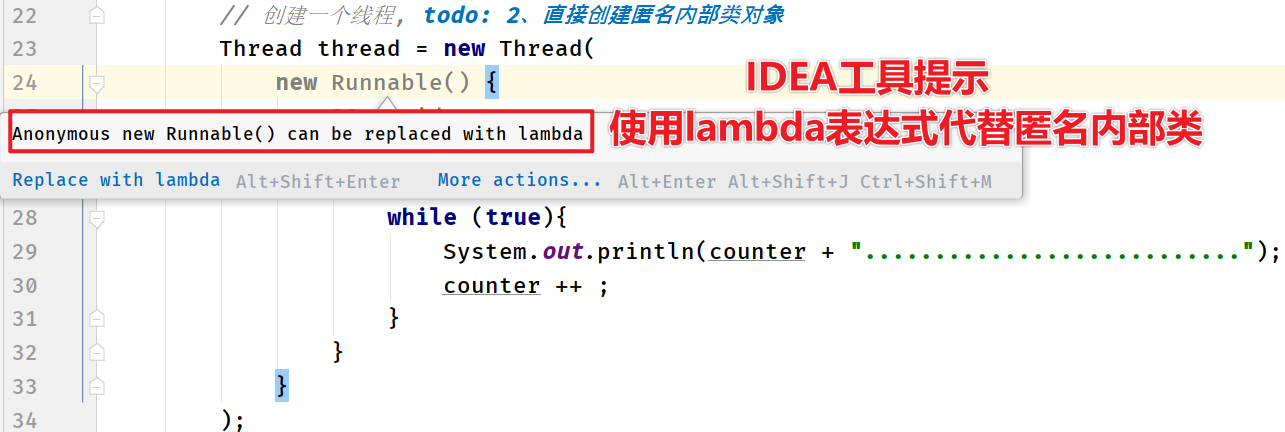 22 // 创建一个线程, todo: 2、直接创建匿名内部类对象
23 Thread thread = new Thread(
24 new Runnable() {
IDEA工具提示
Anonymous new Runnable() can be replaced with lambda
使用lambda表达式代替匿名内部类
Replace with lambda Alt+Shift+Enter More actions... Alt+Enter Alt+Shift+J Ctrl+Shift+M
28 while (true){
29 System.out.println(counter + "...........................");
30 counter ++ ;
31 }
32 }
33 }
34 );